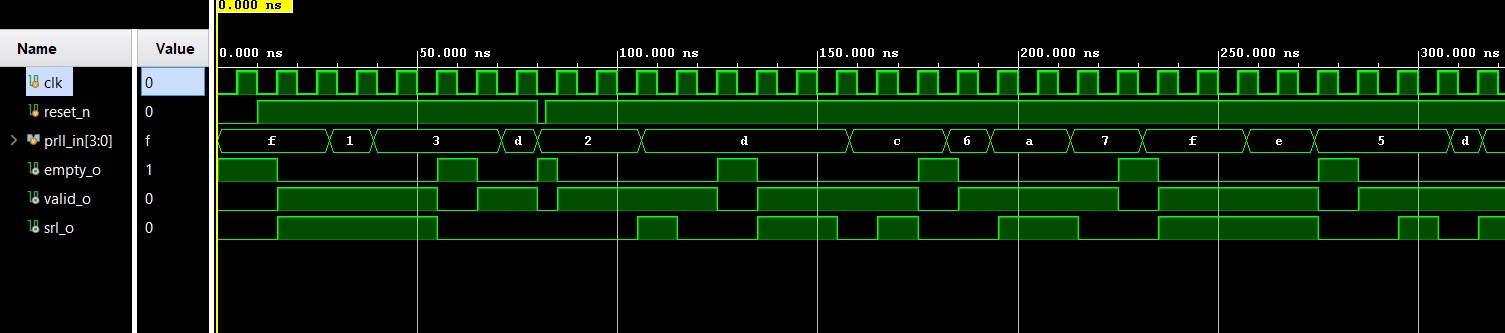 0.000 ns
Name Value
0.000 ns 50.000 ns 100.000 ns 150.000 ns 200.000 ns 250.000 ns 300.000 ns
clk 0
reset_n 0
prll_in[3:0] f f 1 3 d 2 d c 6 a 7 f e 5 d
empty_o 1
valid_o 0
srl_o 0